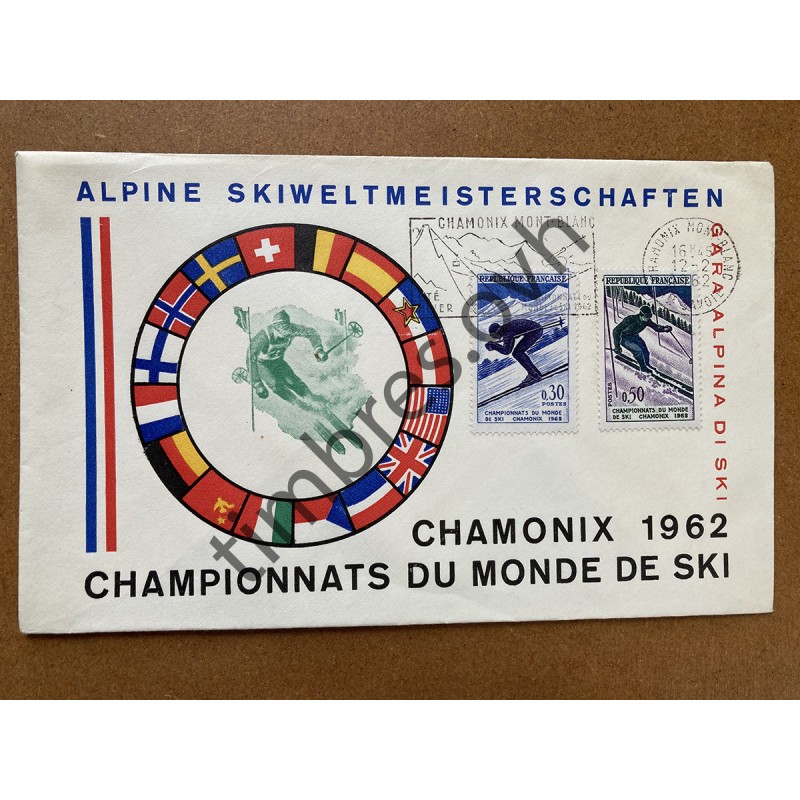 ALPINE SKIWELTMEISTERSCHAFTEN
CHAMONIX MONT-BLANC
CHAMONIX MONT-BLANC
16H45
12-2
62
GARA ALPINA DI SKI
REPUBLIQUE FRANÇAISE
0,30
POSTES
CHAMPIONNATS DU MONDE
DE SKI CHAMONIX 1962
REPUBLIQUE FRANÇAISE
0,50
POSTES
CHAMPIONNATS DU MONDE
DE SKI CHAMONIX 1962
CHAMONIX 1962
CHAMPIONNATS DU MONDE DE SKI
timbres.ovh